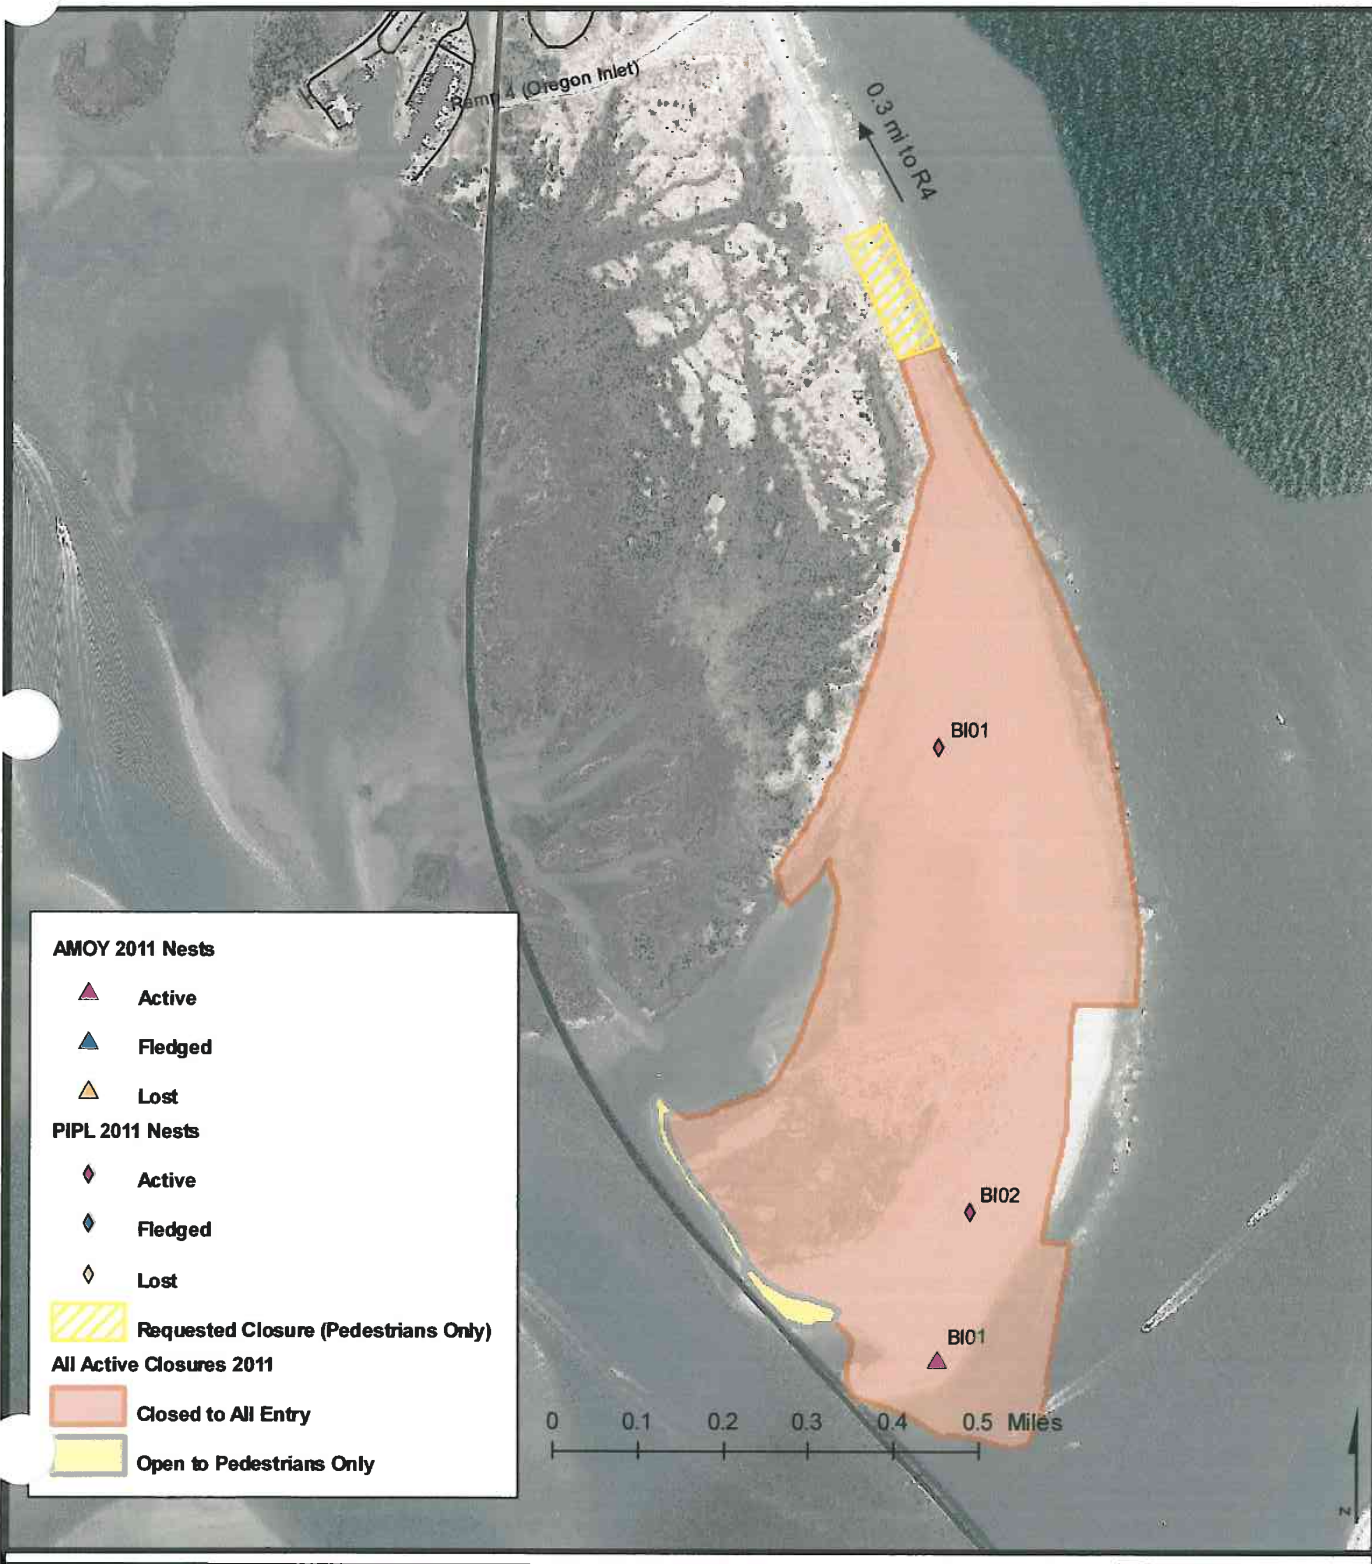 Ramp 4 (Oregon Inlet)
0.3 mi to R4
BI01
BI02
BI01
AMOY 2011 Nests
Active
Fledged
Lost
PIPL 2011 Nests
Active
Fledged
Lost
Requested Closure (Pedestrians Only)
All Active Closures 2011
Closed to All Entry
Open to Pedestrians Only
0 0.1 0.2 0.3 0.4 0.5 Miles
N